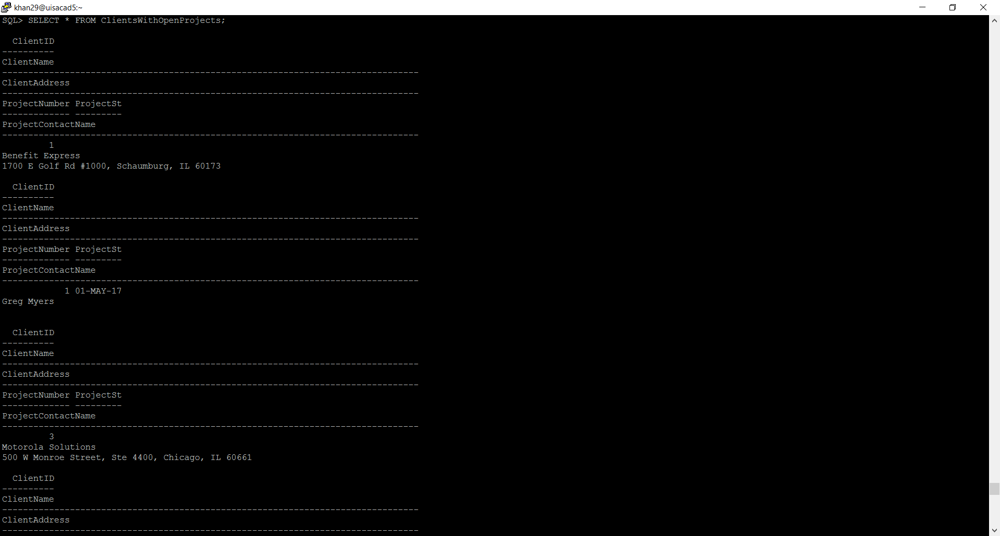 khan29@uisacad5:~
SQL> SELECT * FROM ClientsWithOpenProjects;

  ClientID
----------
ClientName
--------------------------------------------------------------------------------
ClientAddress
--------------------------------------------------------------------------------
ProjectNumber ProjectSt
------------- ---------
ProjectContactName
--------------------------------------------------------------------------------
         1
Benefit Express
1700 E Golf Rd #1000, Schaumburg, IL 60173

  ClientID
----------
ClientName
--------------------------------------------------------------------------------
ClientAddress
--------------------------------------------------------------------------------
ProjectNumber ProjectSt
------------- ---------
ProjectContactName
--------------------------------------------------------------------------------
            1 01-MAY-17
Greg Myers


  ClientID
----------
ClientName
--------------------------------------------------------------------------------
ClientAddress
--------------------------------------------------------------------------------
ProjectNumber ProjectSt
------------- ---------
ProjectContactName
--------------------------------------------------------------------------------
         3
Motorola Solutions
500 W Monroe Street, Ste 4400, Chicago, IL 60661

  ClientID
----------
ClientName
--------------------------------------------------------------------------------
ClientAddress
--------------------------------------------------------------------------------